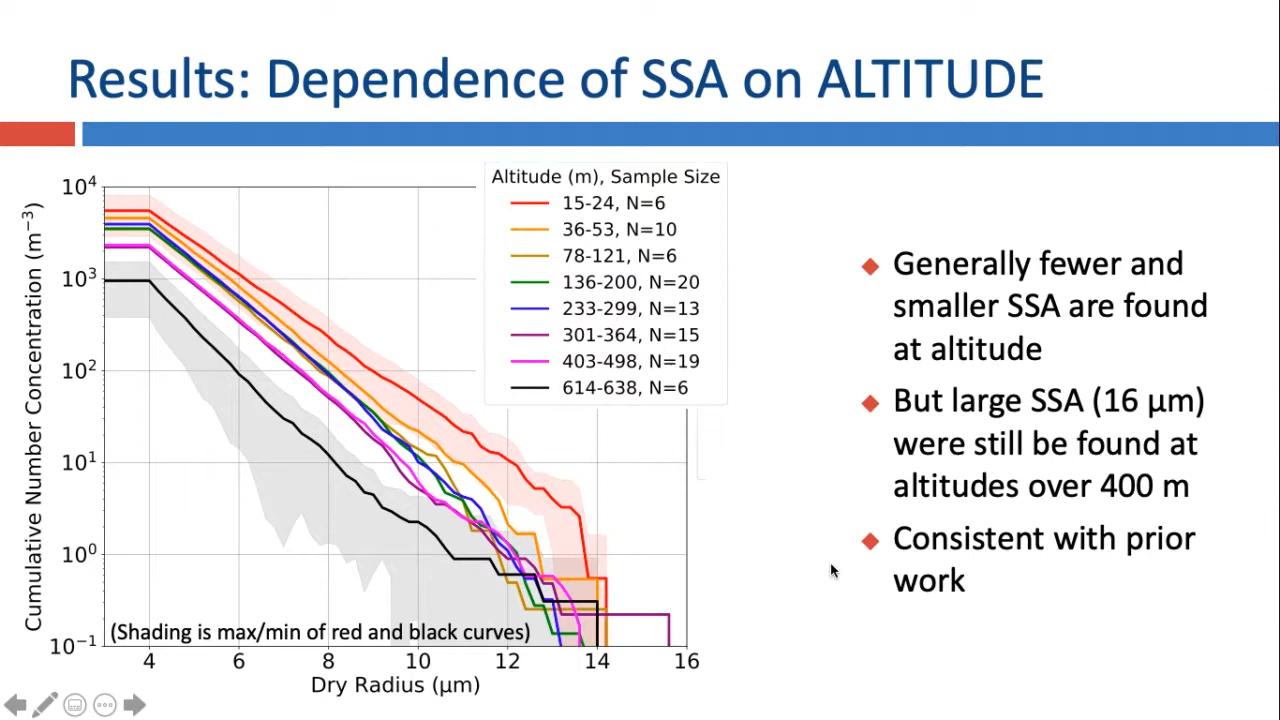 Results: Dependence of SSA on ALTITUDE
Cumulative Number Concentration (m⁻³)
10⁴
10³
10²
10¹
10⁰
10⁻¹
4 6 8 10 12 14 16
Dry Radius (μm)
(Shading is max/min of red and black curves)
Altitude (m), Sample Size
15-24, N=6
36-53, N=10
78-121, N=6
136-200, N=20
233-299, N=13
301-364, N=15
403-498, N=19
614-638, N=6
Generally fewer and
smaller SSA are found
at altitude
But large SSA (16 μm)
were still be found at
altitudes over 400 m
Consistent with prior
work